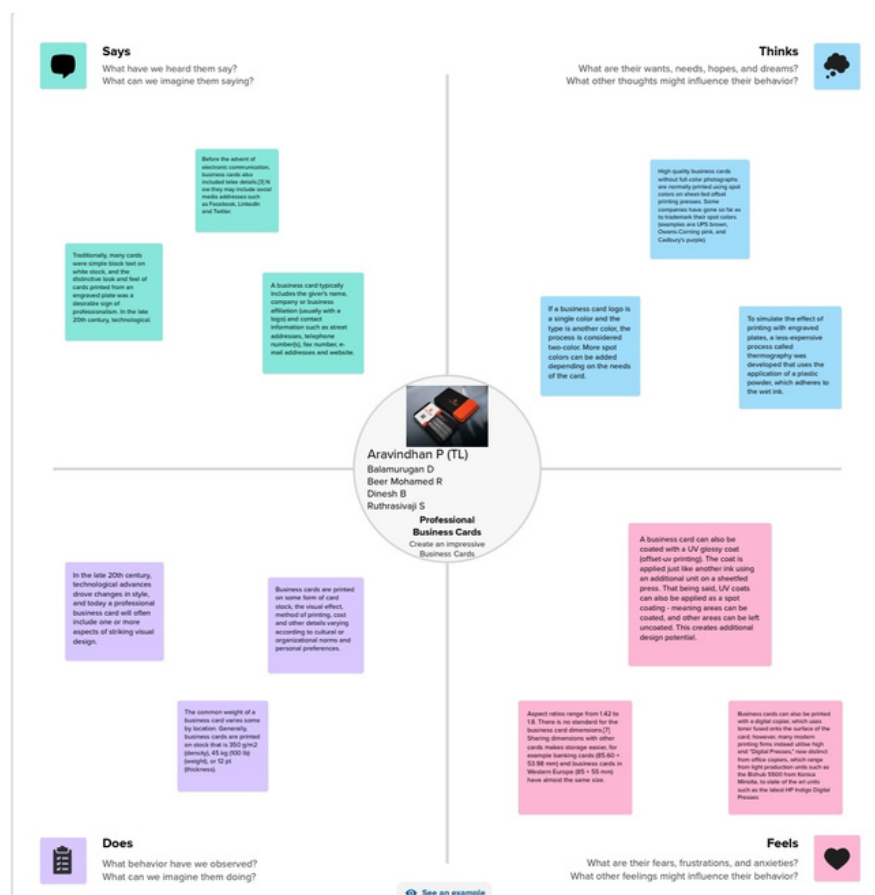 Says
What have we heard them say?
What can we imagine them saying?
Thinks
What are their wants, needs, hopes, and dreams?
What other thoughts might influence their behavior?
Before the advent of
electronic communication,
business cards also
included telex details.[1] N
ow they may include social
media addresses such
as Facebook, LinkedIn
and Twitter.
Traditionally, many cards
were simple black text on
white stock, and the
distinctive look and feel of
cards printed from an
engraved plate was a
desirable sign of
professionalism. In the late
20th century, technological.
A business card typically
includes the giver's name,
company or business
affiliation (usually with a
logo) and contact
information such as street
addresses, telephone
number(s), fax number, e-
mail addresses and website.
High quality business cards
without full-color photographs
are normally printed using spot
colors on sheet-fed offset
printing presses. Some
companies have gone so far as
to trademark their spot colors
(examples are UPS brown,
Owens-Corning pink, and
Cadbury's purple).
If a business card logo is
a single color and the
type is another color, the
process is considered
two-color. More spot
colors can be added
depending on the needs
of the card.
To simulate the effect of
printing with engraved
plates, a less-expensive
process called
thermography was
developed that uses the
application of a plastic
powder, which adheres to
the wet ink.
Aravindhan P (TL)
Balamurugan D
Beer Mohamed R
Dinesh B
Ruthrasivaji S
Professional
Business Cards
Create an impressive
Business Cards
In the late 20th century,
technological advances
drove changes in style,
and today a professional
business card will often
include one or more
aspects of striking visual
design.
Business cards are printed
on some form of card
stock, the visual effect,
method of printing, cost
and other details varying
according to cultural or
organizational norms and
personal preferences.
The common weight of a
business card varies some
by location. Generally,
business cards are printed
on stock that is 350 g/m2
(density), 45 kg (100 lb)
(weight), or 12 pt
(thickness).
A business card can also be
coated with a UV glossy coat
(offset-uv printing). The coat is
applied just like another ink using
an additional unit on a sheetfed
press. That being said, UV coats
can also be applied as a spot
coating - meaning areas can be
coated, and other areas can be left
uncoated. This creates additional
design potential.
Aspect ratios range from 1.42 to
1.8. There is no standard for the
business card dimensions.[7]
Sharing dimensions with other
cards makes storage easier, for
example banking cards (85.60 ×
53.98 mm) and business cards in
Western Europe (85 × 55 mm)
have almost the same size.
Business cards can also be printed
with a digital copier, which uses
toner fused onto the surface of the
card; however, many modern
printing firms instead utilise high
end "Digital Presses," now distinct
from office copiers, which range
from light production units such as
the Bizhub 5500 from Konica
Minolta, to state of the art units
such as the latest HP Indigo Digital
Presses
Does
What behavior have we observed?
What can we imagine them doing?
Feels
What are their fears, frustrations, and anxieties?
What other feelings might influence their behavior?
See an example